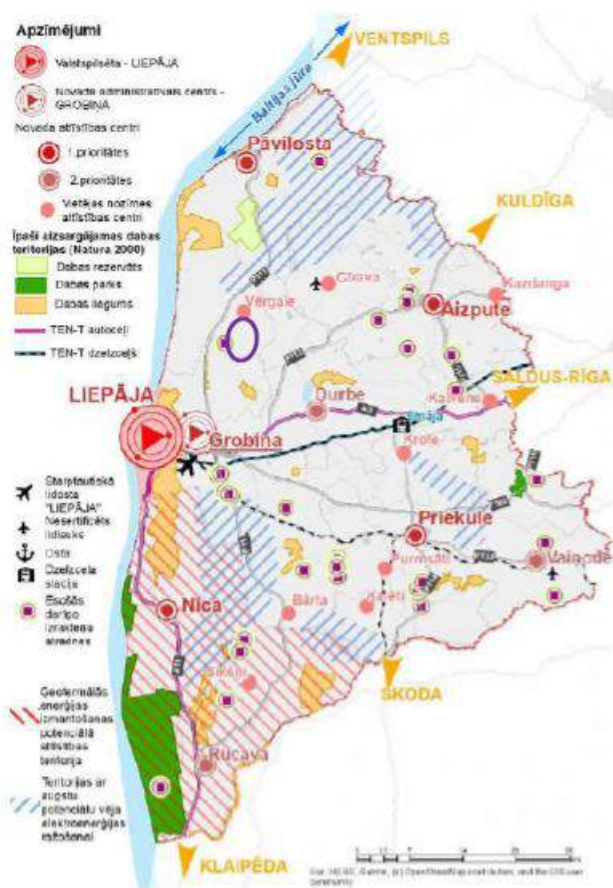 Apzīmējumi
Valstspilsēta - LIEPĀJA
Novada administratīvais centrs -
GROBIŅA
Novada attīstības centri
1.prioritātes
2.prioritātes
Vietējas nozīmes
attīstības centri
Īpaši aizsargājamas dabas
teritorijas (Natura 2000)
Dabas rezervāts
Dabas parks
Dabas liegums
TEN-T autoceļi
TEN-T dzelzceļš
Starptautiskā
lidosta
"LIEPĀJA"
Nesertificēts
lidlauks
Osta
Dzelzceļa
stacija
Esošās
derīgo
izrakteņu
atradnes
Ģeotermālās
enerģijas
izmantošanas
potenciālā
attīstības
teritorija
Teritorijas ar
augstu
potenciālu vēja
elektroenerģijas
ražošanai
VENTSPILS
Baltijas jūra
Pāvilosta
KULDĪGA
Cīrava
Kazdanga
Vērgale
Aizpute
LIEPĀJA
Durbe
Kalvene
SALDUS-RĪGA
Ilmāja
Grobiņa
Krote
Priekule
Purmsāti
Vaiņode
Nīca
Bārta
Kalēti
SKODA
Sikšņi
Rucava
KLAIPĒDA